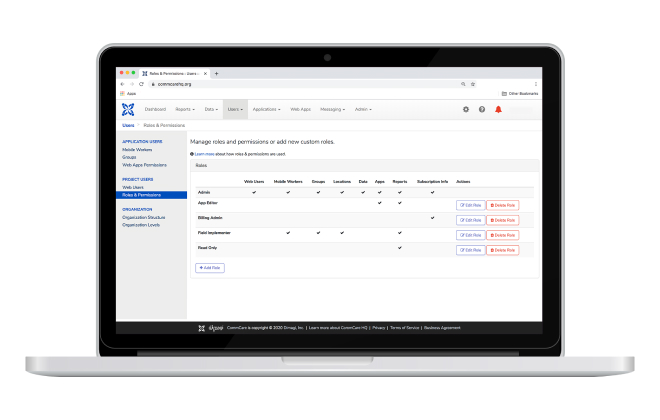 Roles & Permissions : Users :
commcarehq.org
Apps
Other Bookmarks
Dashboard Reports Data Users Applications Web Apps Messaging Admin
Users Roles & Permissions
APPLICATION USERS
Mobile Workers
Groups
Web Apps Permissions
PROJECT USERS
Web Users
Roles & Permissions
ORGANIZATION
Organization Structure
Organization Levels
Manage roles and permissions or add new custom roles.
Learn more about how roles & permissions are used.
Roles
Web Users Mobile Workers Groups Locations Data Apps Reports Subscription Info Actions
Admin
App Editor Edit Role Delete Role
Billing Admin Edit Role Delete Role
Field Implementer Edit Role Delete Role
Read Only Edit Role Delete Role
+ Add Role
dimagi CommCare is copyright © 2020 Dimagi, Inc. | Learn more about CommCare HQ | Privacy | Terms of Service | Business Agreement